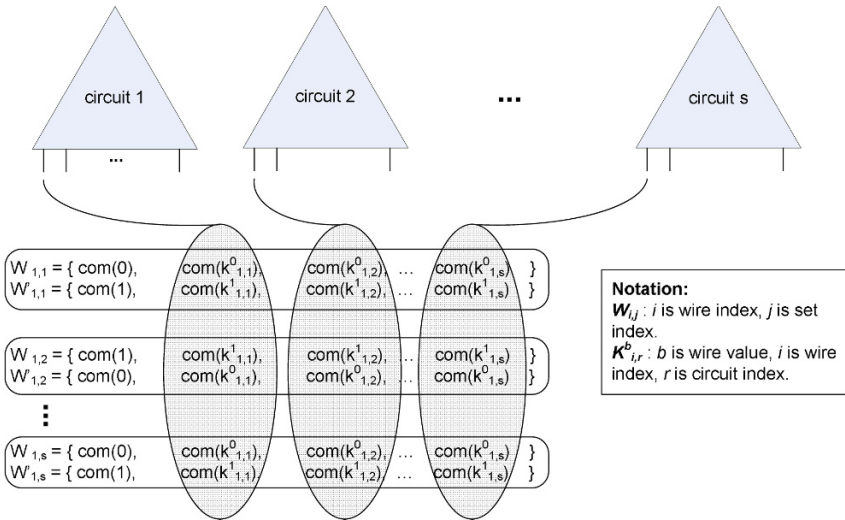 circuit 1
circuit 2
...
circuit s
...
W 1,1 = { com(0), com(k⁰1,1), com(k⁰1,2), ... com(k⁰1,s) }
W'1,1 = { com(1), com(k¹1,1), com(k¹1,2), ... com(k¹1,s) }
W 1,2 = { com(1), com(k¹1,1), com(k¹1,2), ... com(k¹1,s) }
W'1,2 = { com(0), com(k⁰1,1), com(k⁰1,2), ... com(k⁰1,s) }
⋮
W 1,s = { com(0), com(k⁰1,1), com(k⁰1,2), ... com(k⁰1,s) }
W'1,s = { com(1), com(k¹1,1), com(k¹1,2), ... com(k¹1,s) }
Notation:
Wi,j : i is wire index, j is set
index.
Kᵇi,r : b is wire value, i is wire
index, r is circuit index.